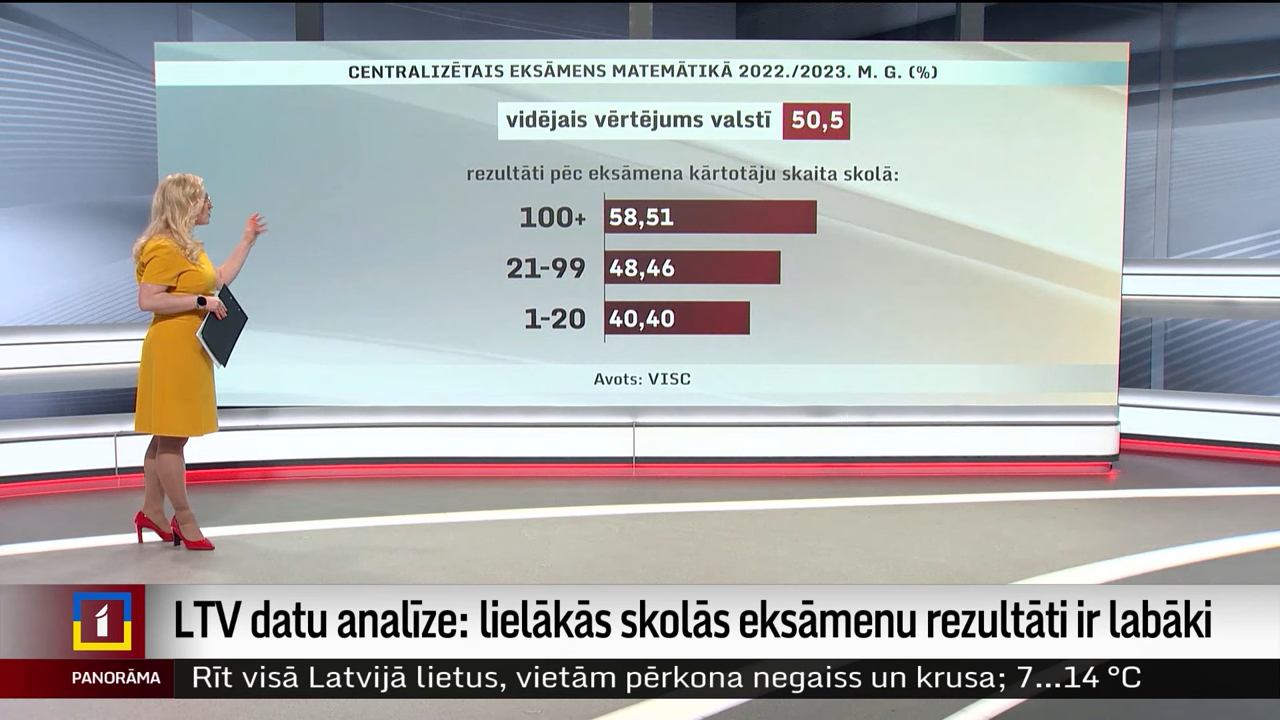 CENTRALIZĒTAIS EKSĀMENS MATEMĀTIKĀ 2022./2023. M. G. (%)
vidējais vērtējums valstī 50,5
rezultāti pēc eksāmena kārtotāju skaita skolā:
100+ 58,51
21-99 48,46
1-20 40,40
Avots: VISC
1 LTV datu analīze: lielākās skolās eksāmenu rezultāti ir labāki
PANORĀMA Rīt visā Latvijā lietus, vietām pērkona negaiss un krusa; 7...14 °C